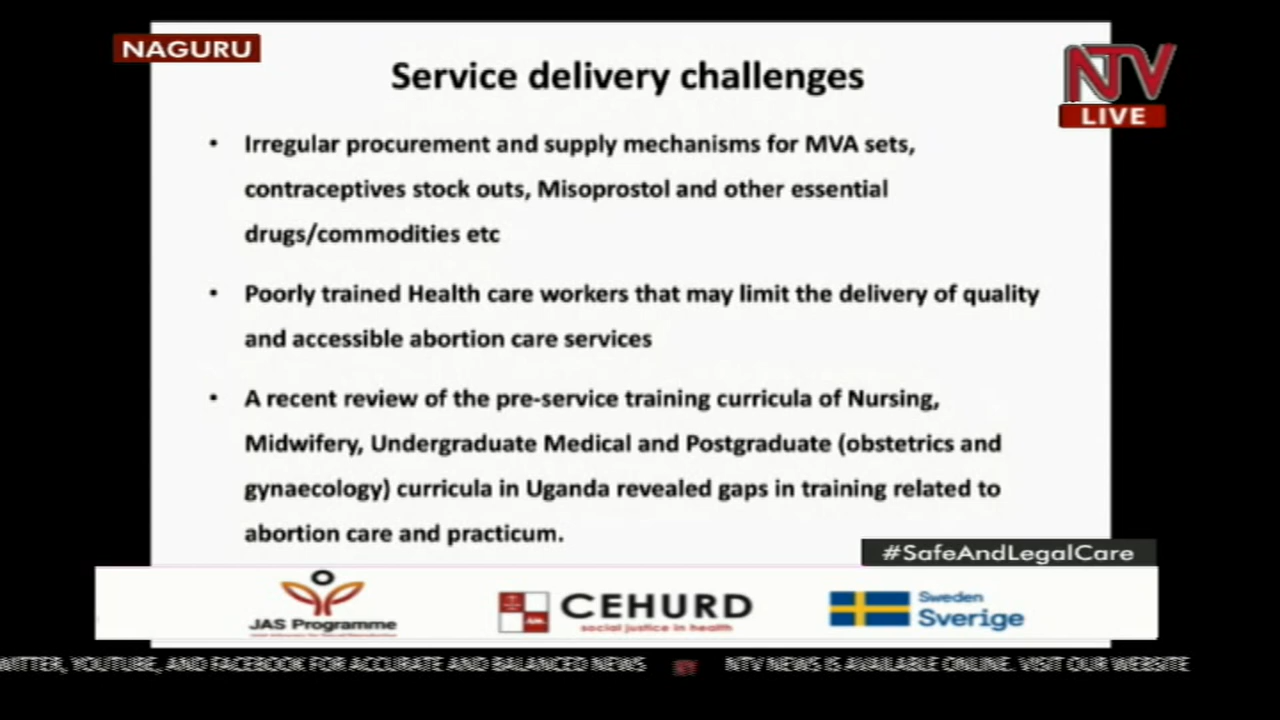 NAGURU
NTV
LIVE
Service delivery challenges
• Irregular procurement and supply mechanisms for MVA sets,
contraceptives stock outs, Misoprostol and other essential
drugs/commodities etc
• Poorly trained Health care workers that may limit the delivery of quality
and accessible abortion care services
• A recent review of the pre-service training curricula of Nursing,
Midwifery, Undergraduate Medical and Postgraduate (obstetrics and
gynaecology) curricula in Uganda revealed gaps in training related to
abortion care and practicum.
#SafeAndLegalCare
JAS Programme
CEHURD
social justice in health
Sweden
Sverige
WITTER, YOUTUBE, AND FACEBOOK FOR ACCURATE AND BALANCED NEWS NTV NEWS IS AVAILABLE ONLINE. VISIT OUR WEBSITE